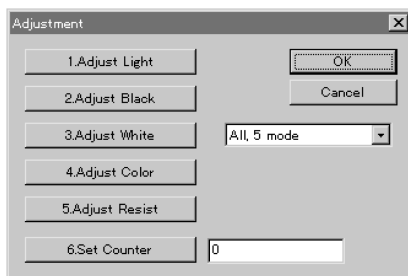 Adjustment
1.Adjust Light
OK
2.Adjust Black
Cancel
3.Adjust White
All, 5 mode
4.Adjust Color
5.Adjust Resist
6.Set Counter
0